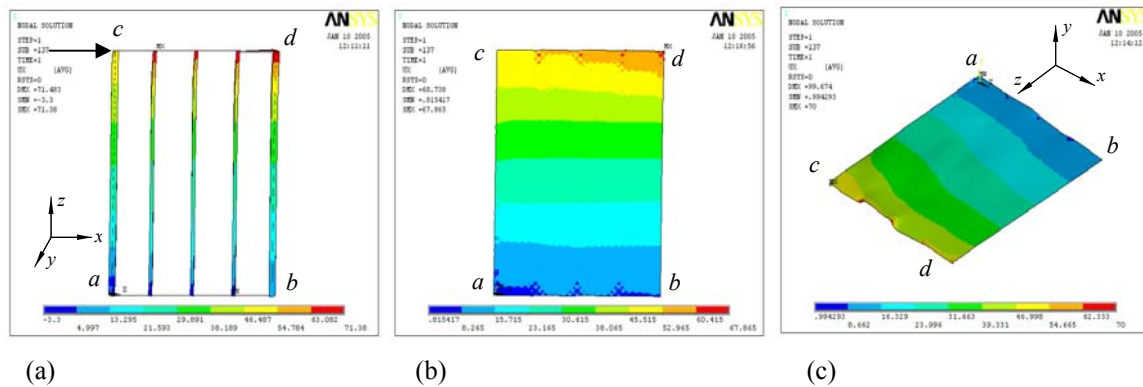 1
NODAL SOLUTION
STEP=1
SUB =137
TIME=1
UX (AVG)
RSYS=0
DMX =71.483
SMN =-3.3
SMX =71.38
ANSYS
JAN 10 2005
12:11:11
c
d
MX
z
x
y
a
b
-3.3 13.295 29.891 46.487 63.082
4.997 21.593 38.189 54.784 71.38
(a)
1
NODAL SOLUTION
STEP=1
SUB =137
TIME=1
UX (AVG)
RSYS=0
DMX =68.738
SMN =.815417
SMX =67.865
ANSYS
JAN 10 2005
12:16:56
c
d
a
b
.815417 15.715 30.615 45.515 60.415
8.265 23.165 38.065 52.965 67.865
(b)
1
NODAL SOLUTION
STEP=1
SUB =137
TIME=1
UX (AVG)
RSYS=0
DMX =99.674
SMN =.994293
SMX =70
ANSYS
JAN 10 2005
12:14:12
y
a
z
x
b
c
d
.994293 16.329 31.663 46.998 62.333
8.662 23.996 39.331 54.665 70
(c)